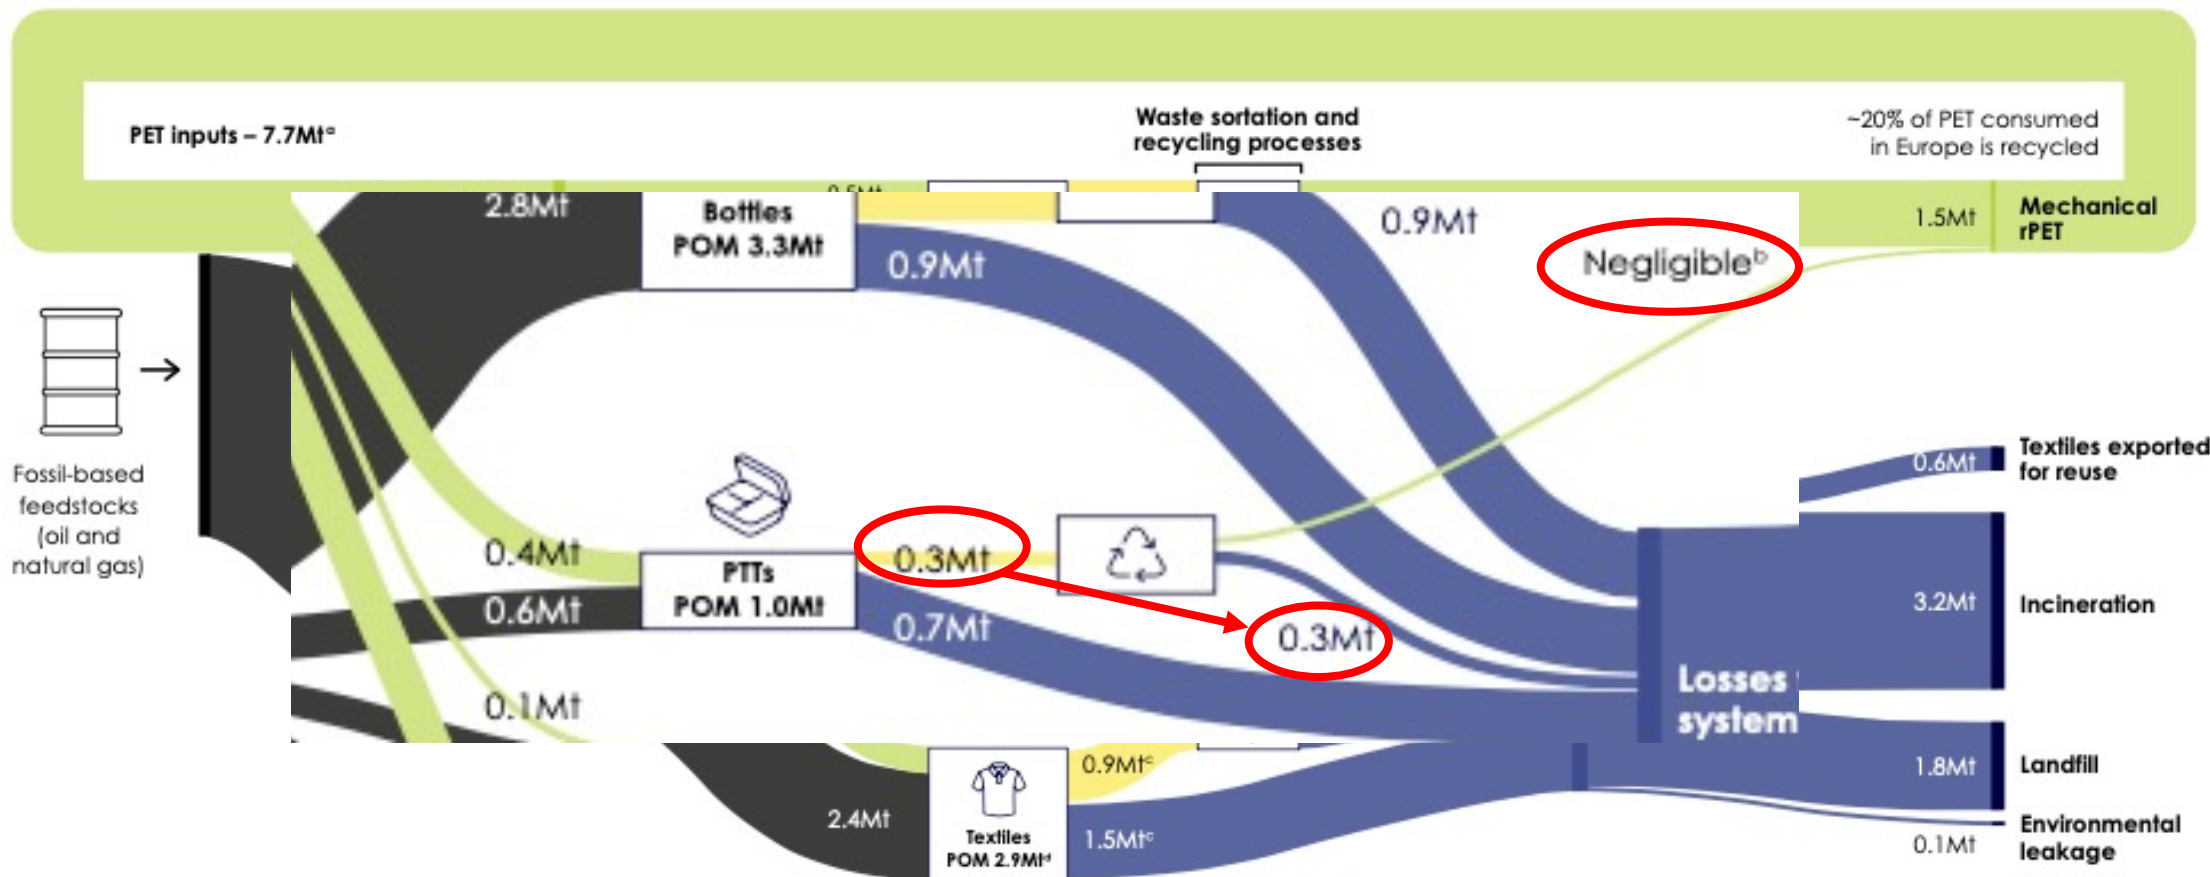 PET inputs – 7.7Mtᵃ
Waste sortation and
recycling processes
~20% of PET consumed
in Europe is recycled
2.8Mt
Bottles
POM 3.3Mt
0.9Mt
0.9Mt
Negligibleᵇ
1.5Mt
Mechanical
rPET
Fossil-based
feedstocks
(oil and
natural gas)
0.4Mt
0.6Mt
PTTs
POM 1.0Mt
0.3Mt
0.7Mt
0.3Mt
0.6Mt
Textiles exported
for reuse
3.2Mt
Incineration
Losses
system
0.1Mt
0.9Mtᶜ
1.8Mt
Landfill
2.4Mt
Textiles
POM 2.9Mtᵈ
1.5Mtᶜ
0.1Mt
Environmental
leakage